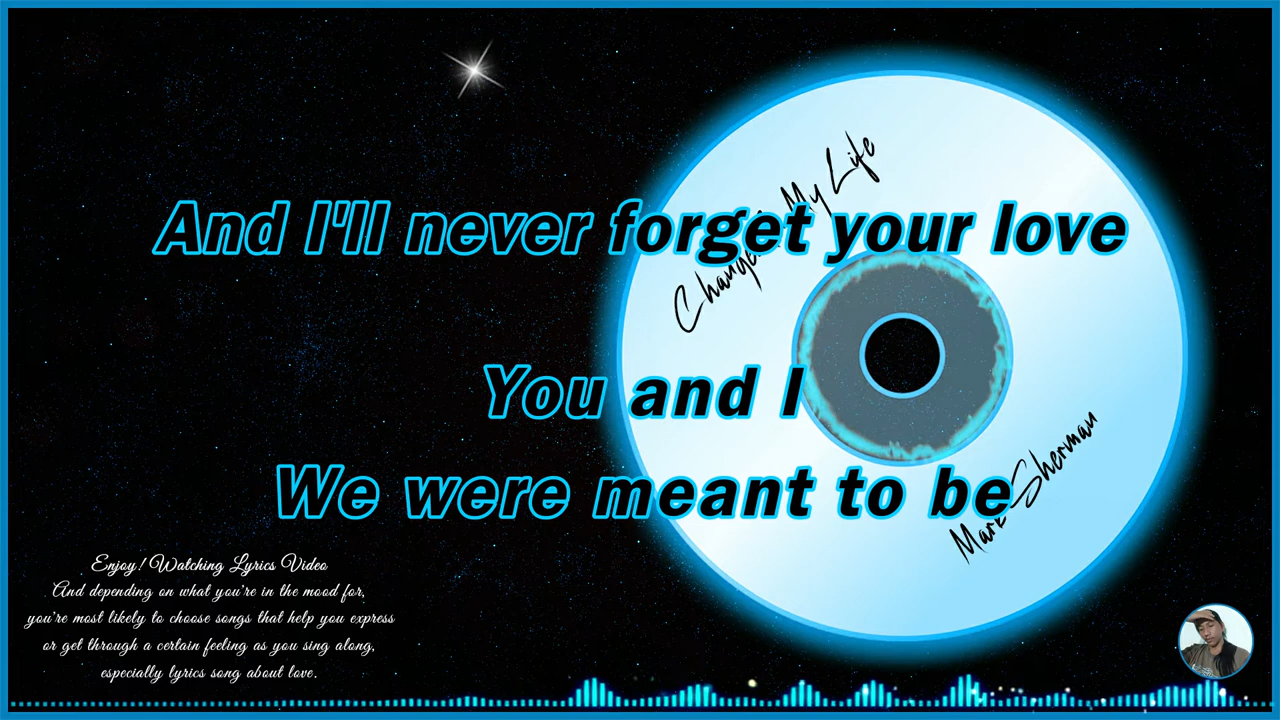 And I'll never forget your love
You and I
We were meant to be
My Life
Mark Sherman
Enjoy! Watching Lyrics Video
And depending on what you're in the mood for,
you're most likely to choose songs that help you express
or get through a certain feeling as you sing along,
especially lyrics song about love.